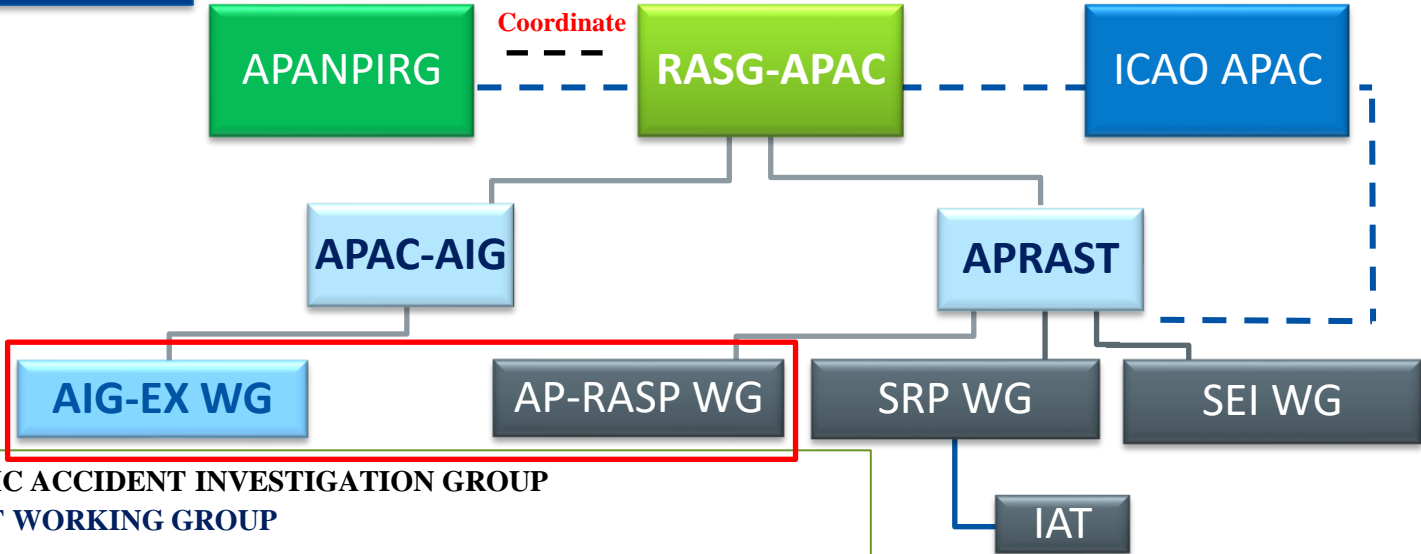 Coordinate
APANPIRG
RASG-APAC
ICAO APAC
APAC-AIG
APRAST
AIG-EX WG
AP-RASP WG
SRP WG
SEI WG
ACCIDENT INVESTIGATION GROUP
WORKING GROUP
IAT